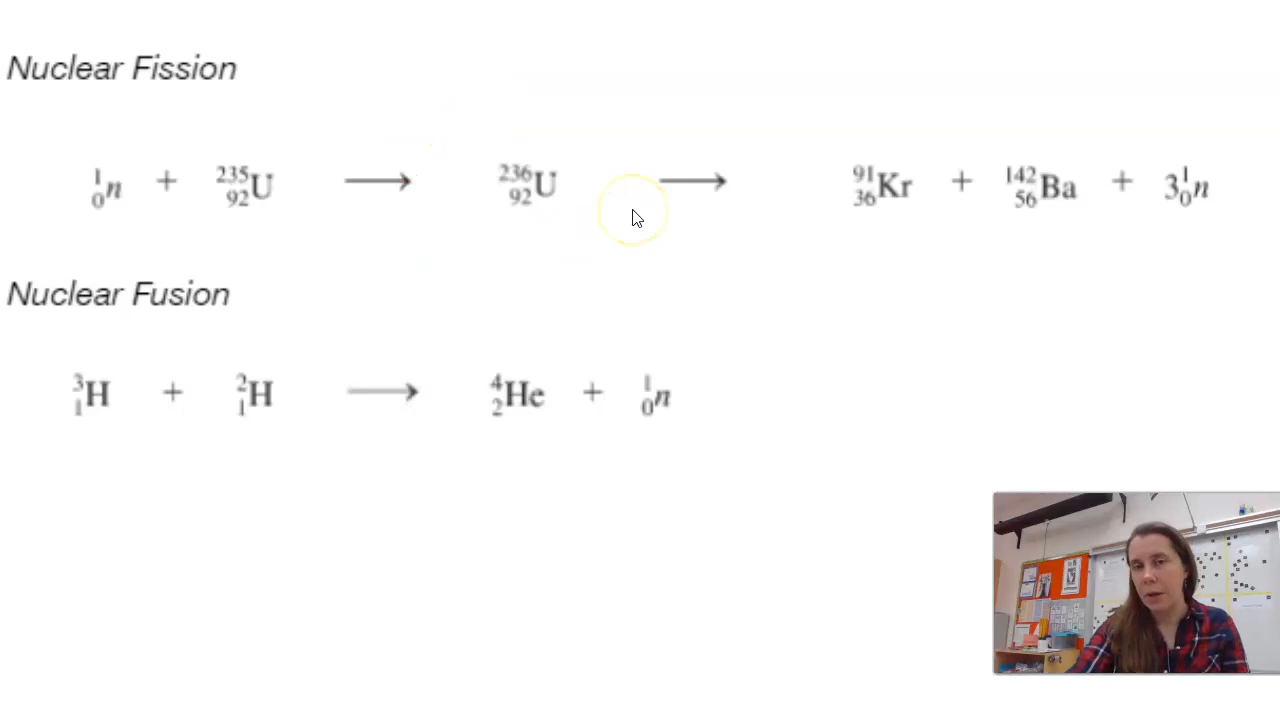 Nuclear Fission
¹₀n + ²³⁵₉₂U ⟶ ²³⁶₉₂U ⟶ ⁹¹₃₆Kr + ¹⁴²₅₆Ba + 3¹₀n
Nuclear Fusion
³₁H + ²₁H ⟶ ⁴₂He + ¹₀n